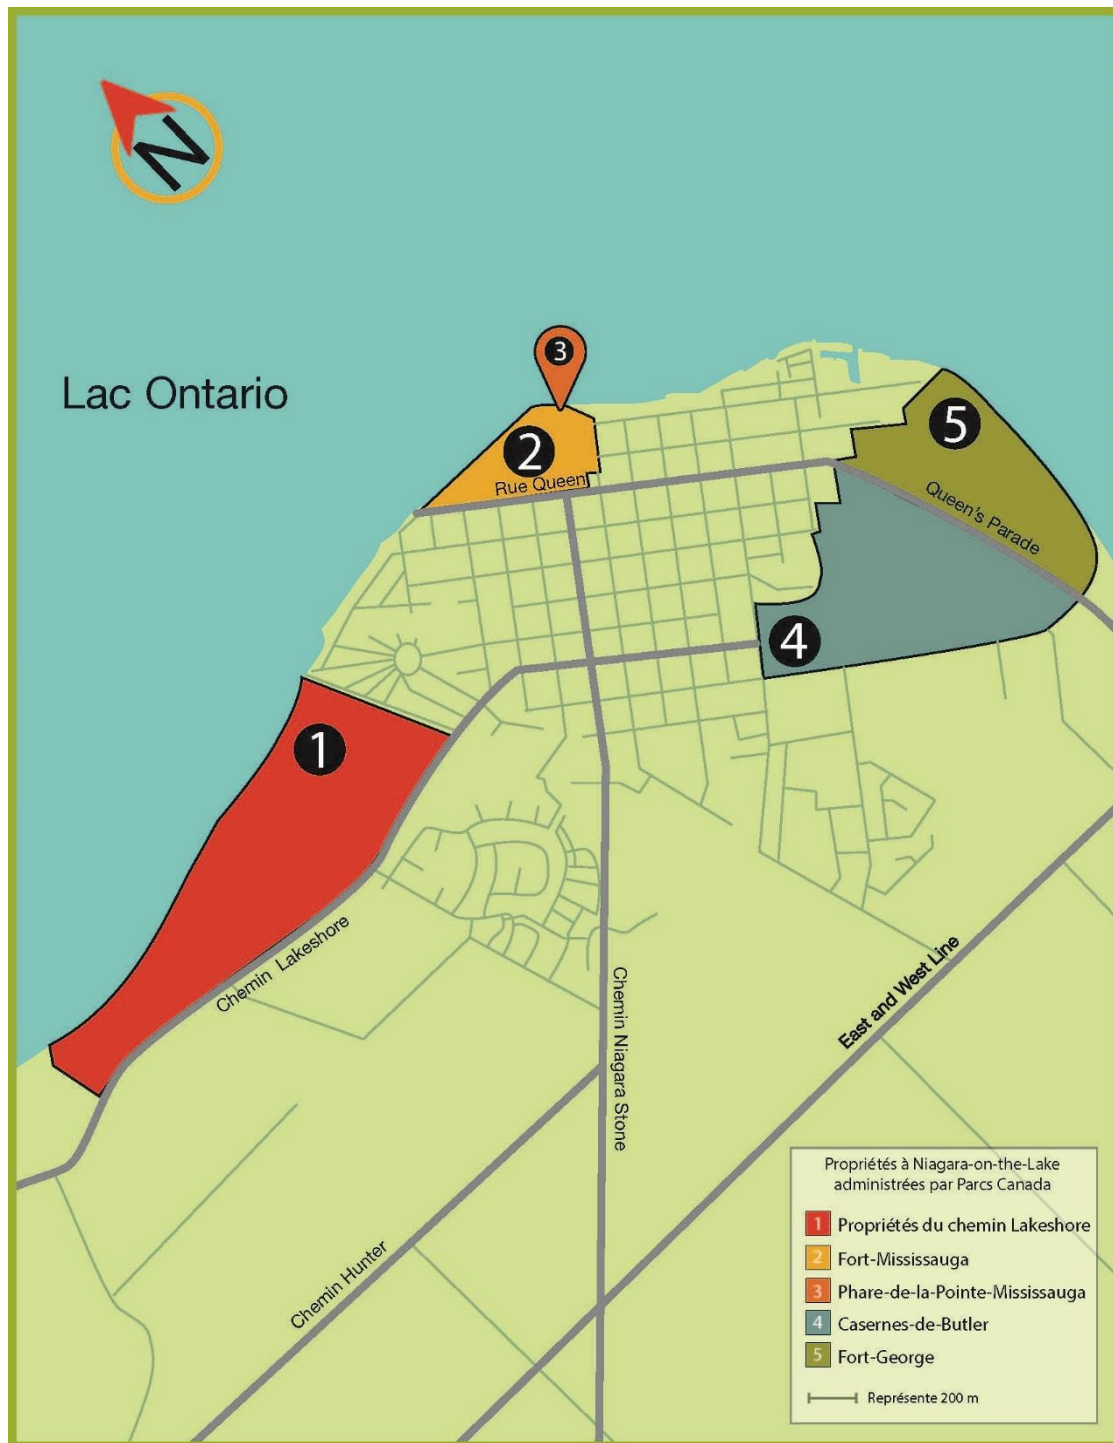 N
Lac Ontario
3
2
Rue Queen
5
Queen's Parade
4
1
Chemin Lakeshore
Chemin Niagara Stone
East and West Line
Chemin Hunter
Propriétés à Niagara-on-the-Lake
administrées par Parcs Canada
1 Propriétés du chemin Lakeshore
2 Fort-Mississauga
3 Phare-de-la-Pointe-Mississauga
4 Casernes-de-Butler
5 Fort-George
Représente 200 m